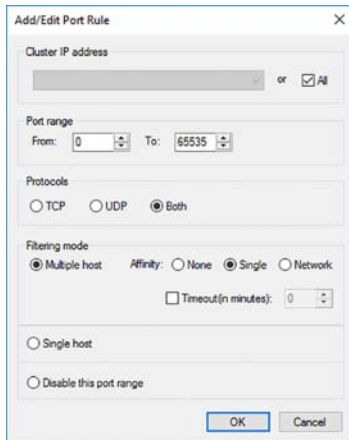 Add/Edit Port Rule
Cluster IP address
or All
Port range
From: 0 To: 65535
Protocols
TCP UDP Both
Filtering mode
Multiple host Affinity: None Single Network
Timeout(in minutes): 0
Single host
Disable this port range
OK Cancel